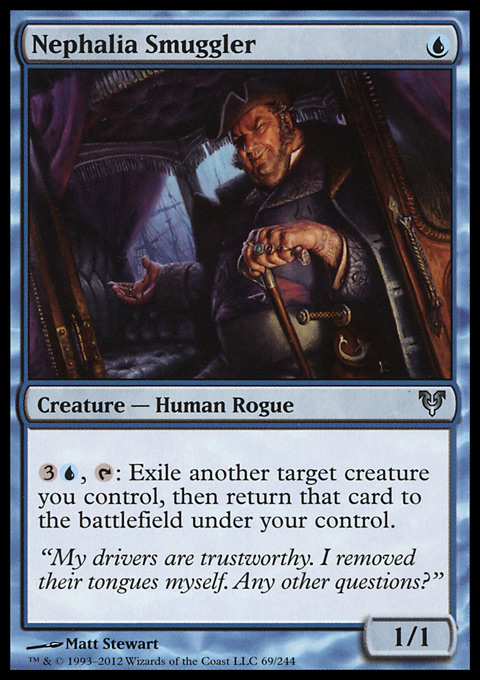 Nephalia Smuggler
Creature — Human Rogue
3, : Exile another target creature
you control, then return that card to
the battlefield under your control.
“My drivers are trustworthy. I removed
their tongues myself. Any other questions?”
1/1
Matt Stewart
™ & © 1993–2012 Wizards of the Coast LLC 69/244